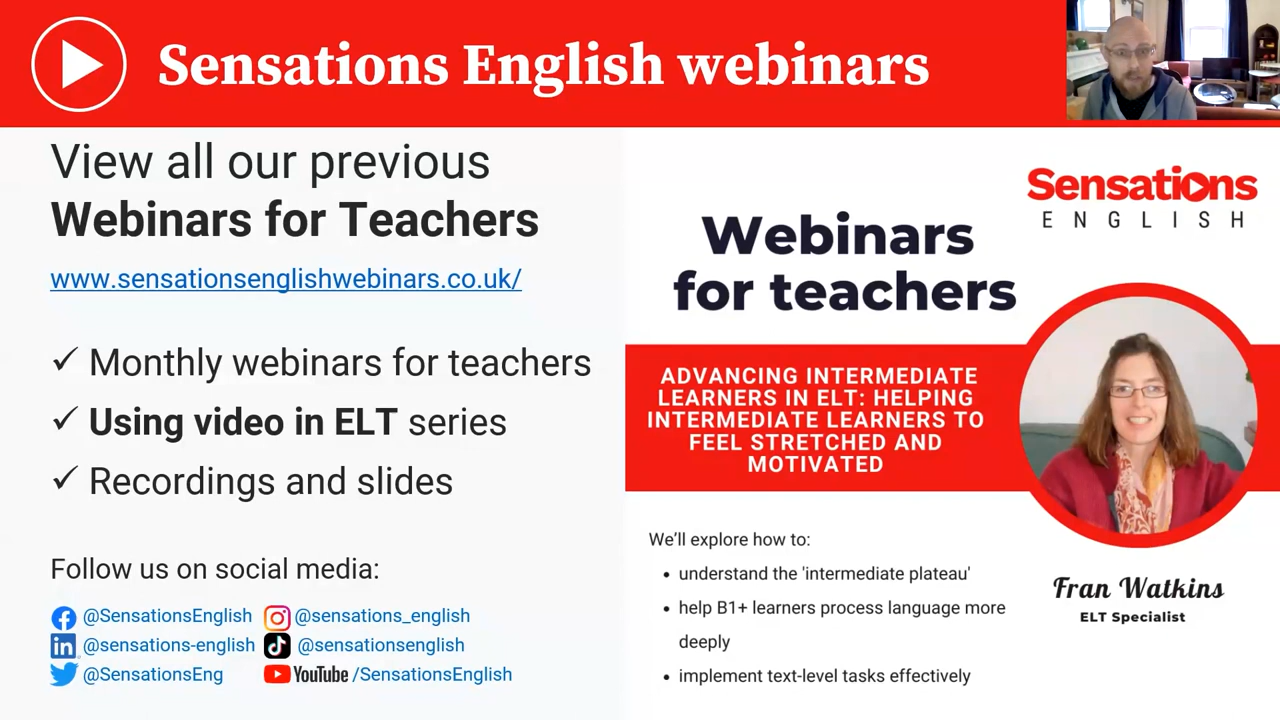 Sensations English webinars
View all our previous
Webinars for Teachers
www.sensationsenglishwebinars.co.uk/
✓ Monthly webinars for teachers
✓ Using video in ELT series
✓ Recordings and slides
Follow us on social media:
@SensationsEnglish @sensations_english
@sensations-english @sensationsenglish
@SensationsEng YouTube /SensationsEnglish
Sensations
ENGLISH
Webinars
for teachers
ADVANCING INTERMEDIATE
LEARNERS IN ELT: HELPING
INTERMEDIATE LEARNERS TO
FEEL STRETCHED AND
MOTIVATED
We'll explore how to:
• understand the 'intermediate plateau'
• help B1+ learners process language more
deeply
• implement text-level tasks effectively
Fran Watkins
ELT Specialist